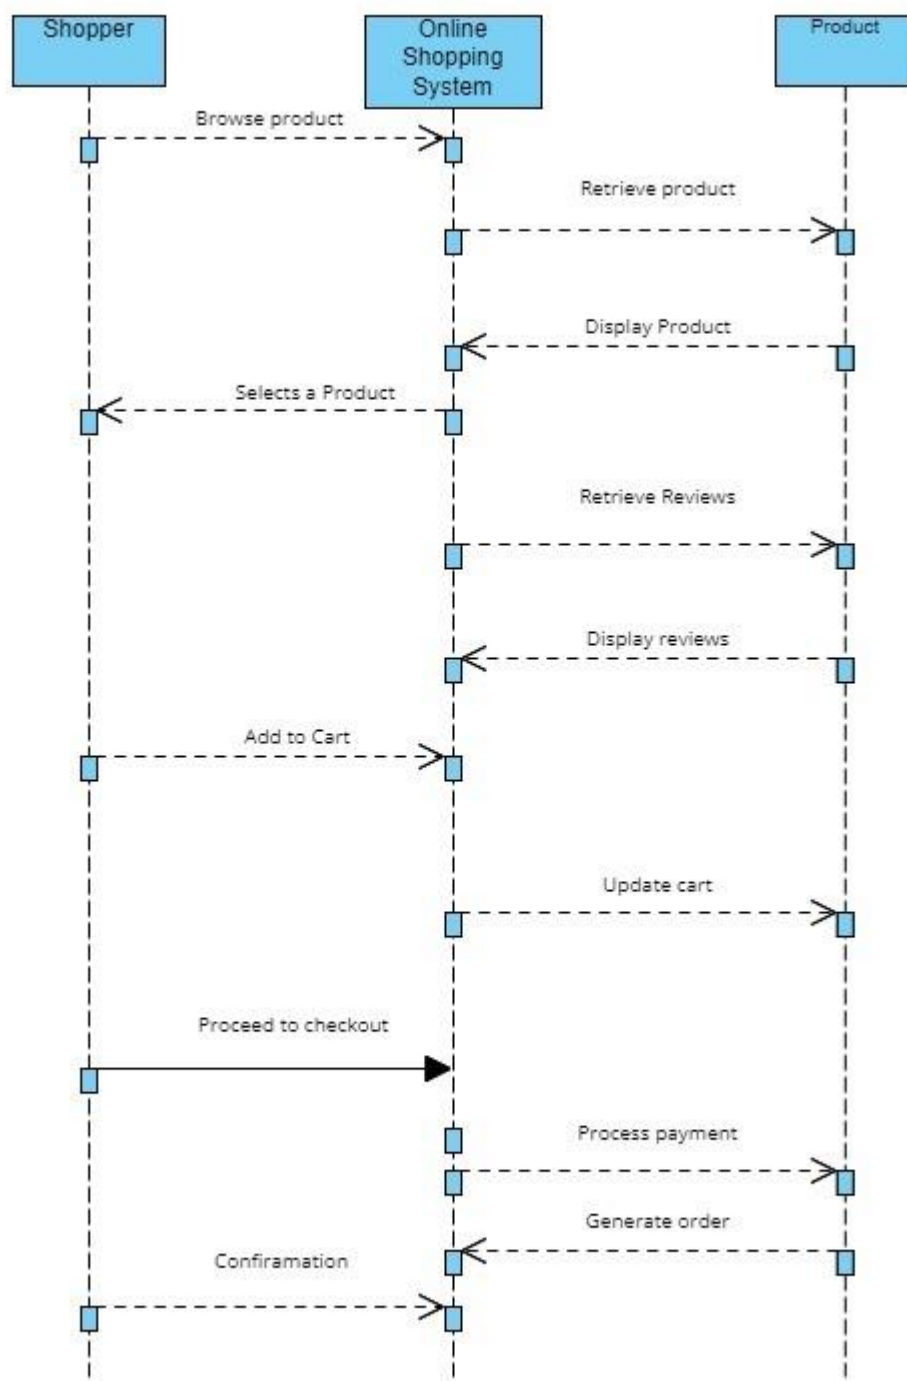 Shopper
Online
Shopping
System
Product
Browse product
Retrieve product
Display Product
Selects a Product
Retrieve Reviews
Display reviews
Add to Cart
Update cart
Proceed to checkout
Process payment
Generate order
Confiramation